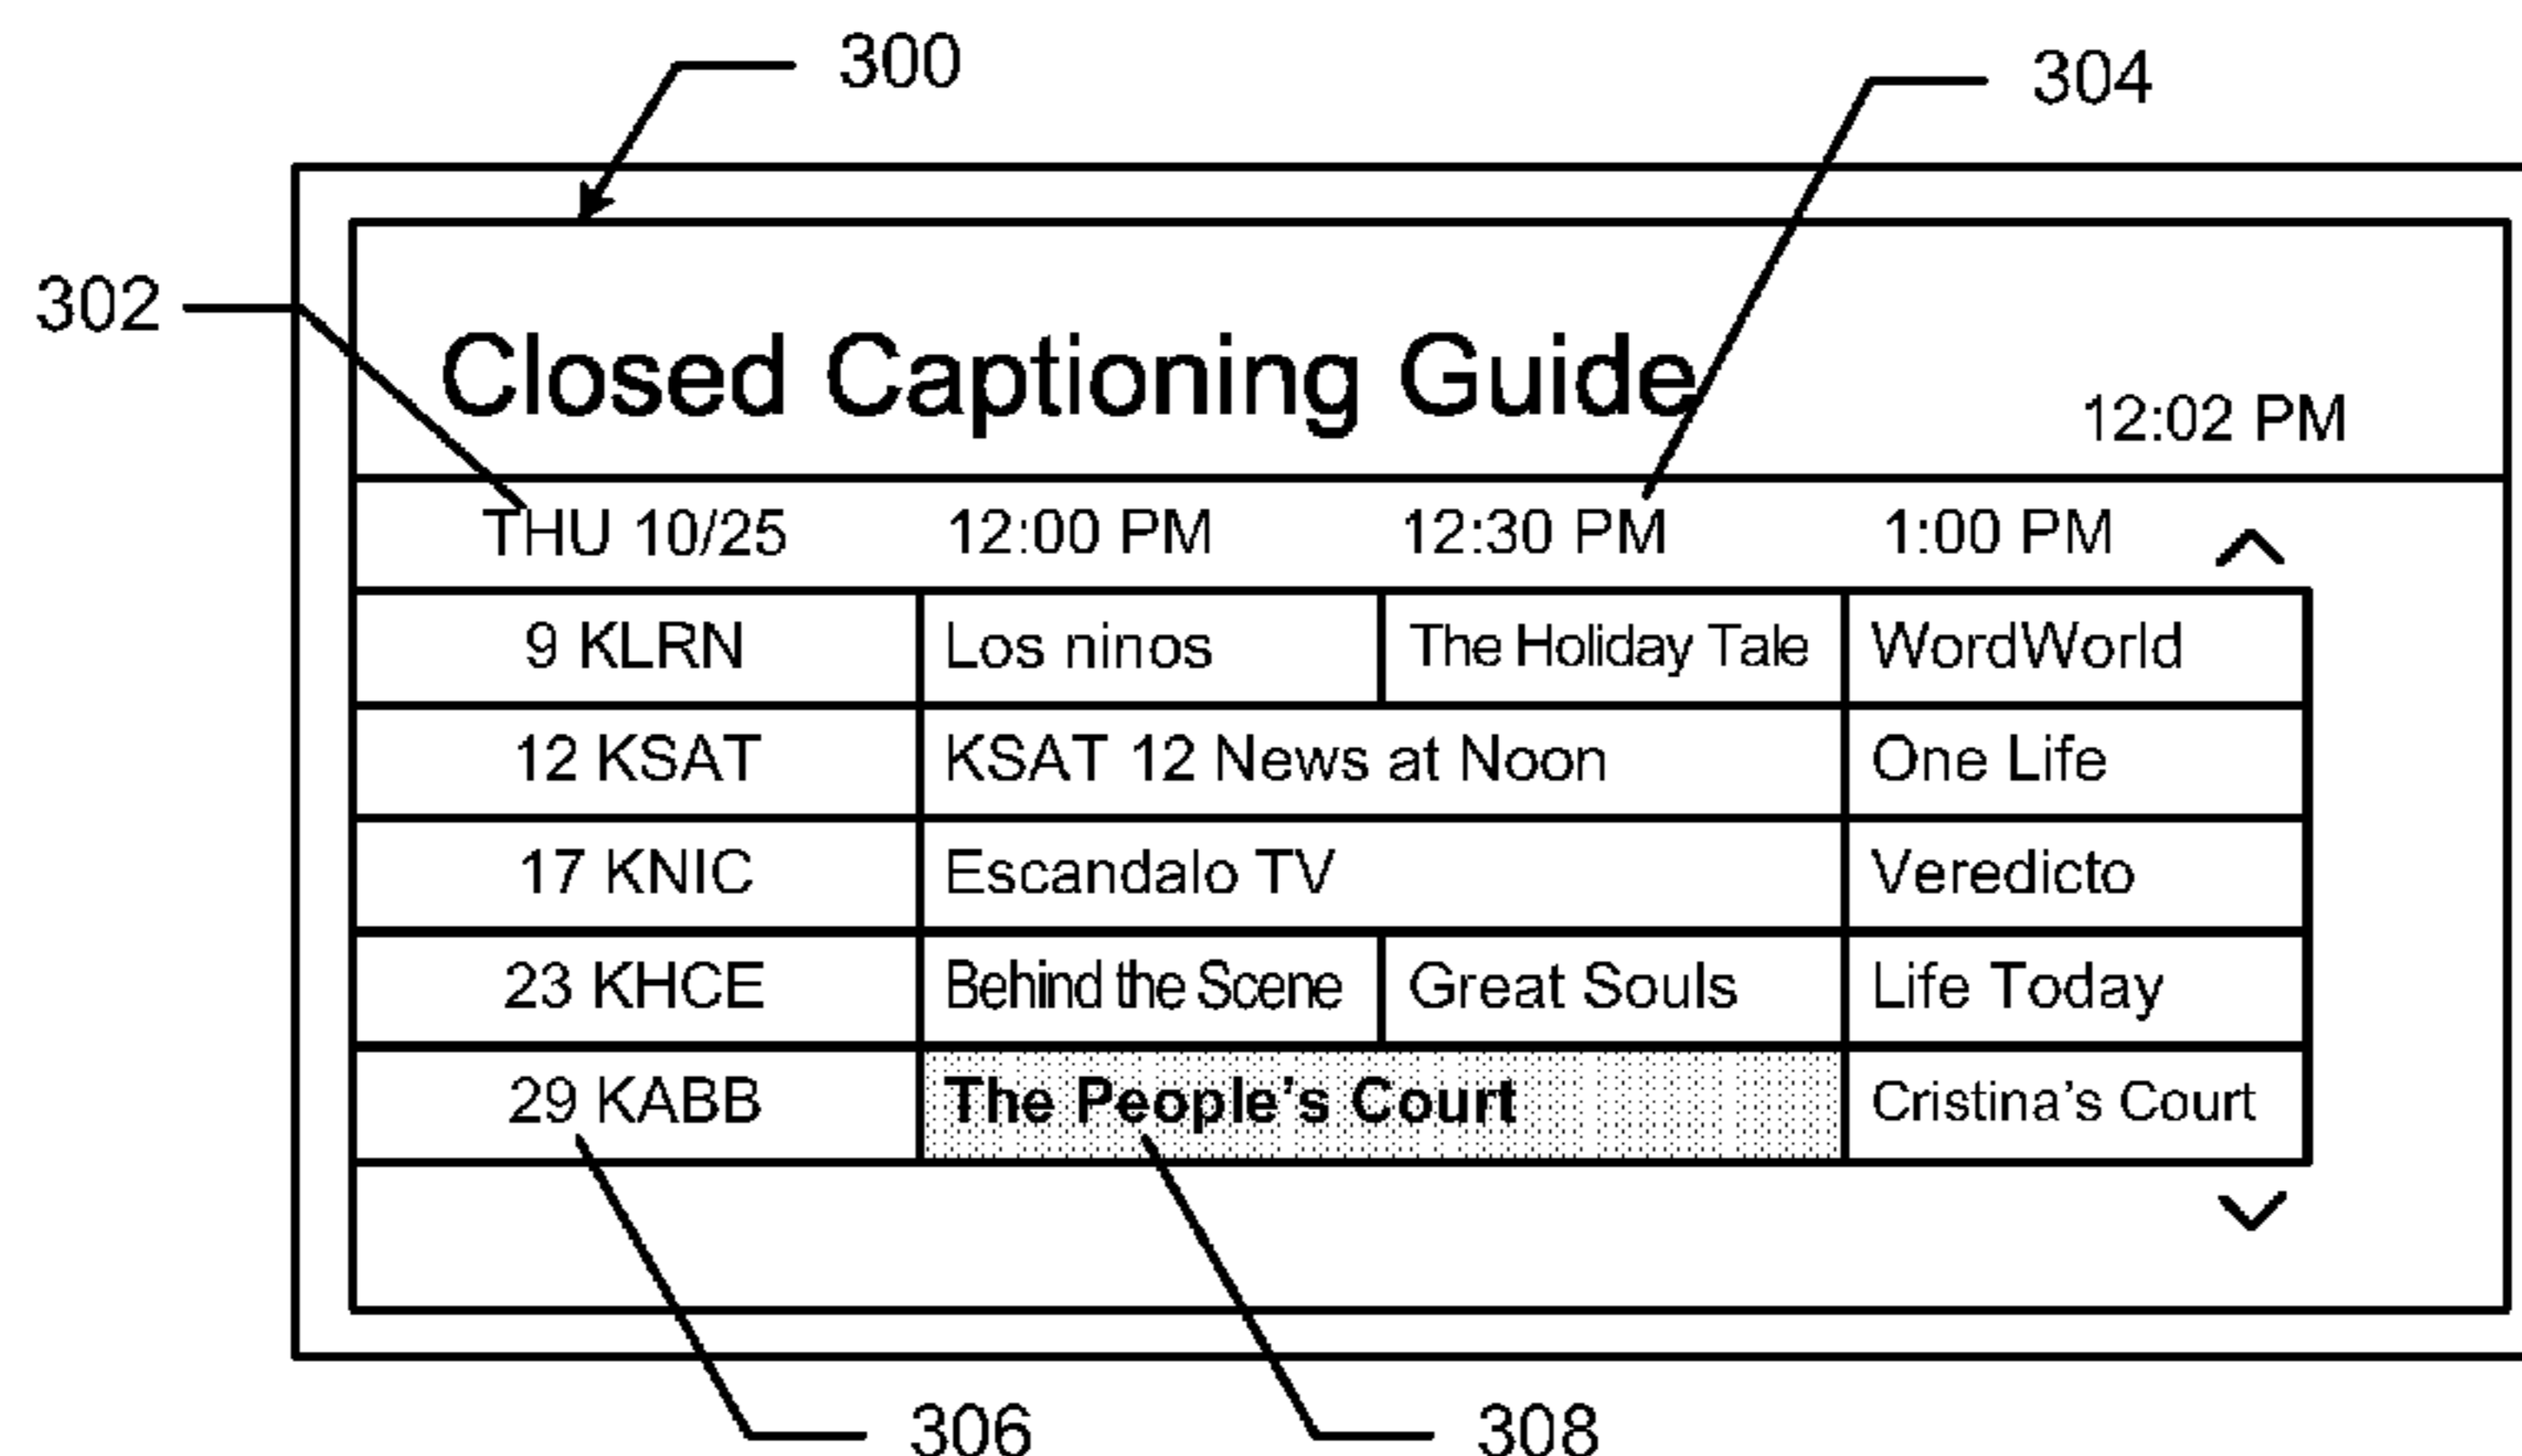 300
304
302
Closed Captioning Guide
12:02 PM
THU 10/25 12:00 PM 12:30 PM 1:00 PM
9 KLRN Los ninos The Holiday Tale WordWorld
12 KSAT KSAT 12 News at Noon One Life
17 KNIC Escandalo TV Veredicto
23 KHCE Behind the Scene Great Souls Life Today
29 KABB The People's Court Cristina's Court
306 308